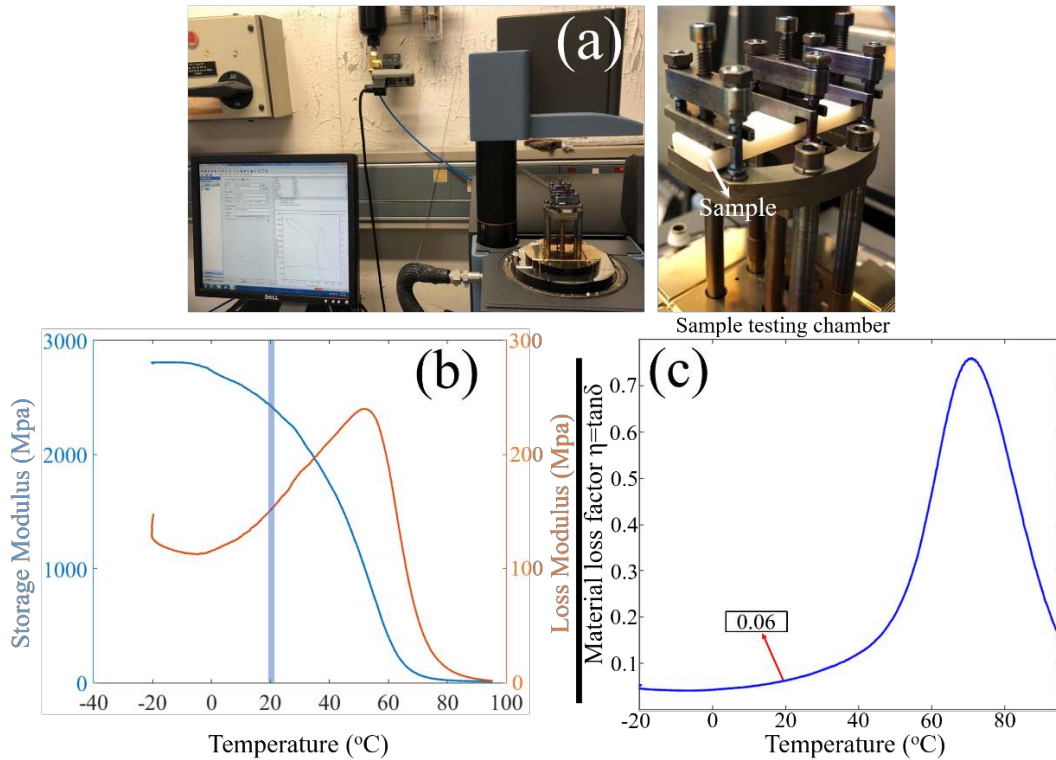 (a)
DELL
Sample
Sample testing chamber
(b)
3000
2000
1000
0
Storage Modulus (Mpa)
300
200
100
0
Loss Modulus (Mpa)
-40 -20 0 20 40 60 80 100
Temperature (°C)
(c)
Material loss factor η=tanδ
0.7
0.6
0.5
0.4
0.3
0.2
0.1
0.06
-20 0 20 40 60 80
Temperature (°C)